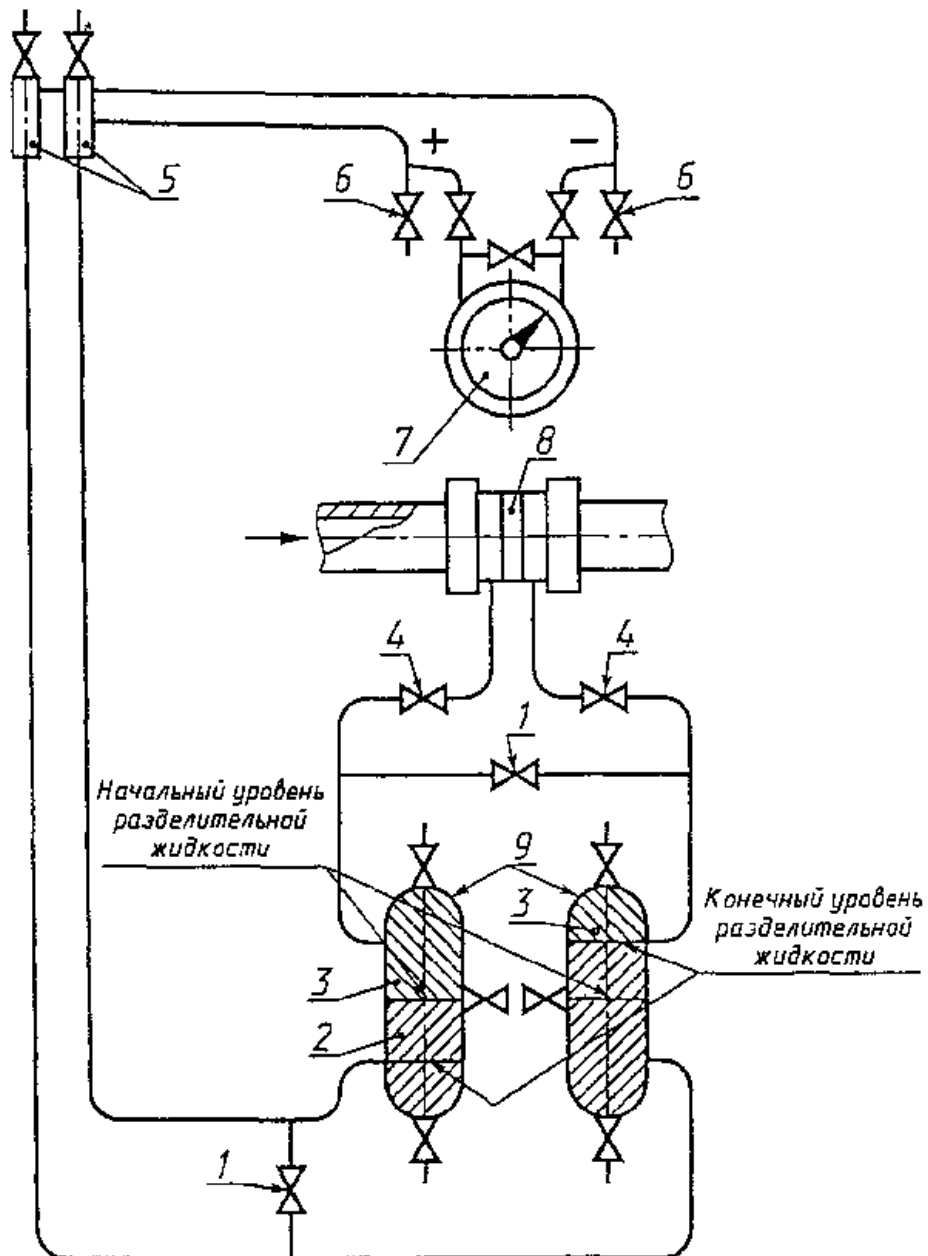 +
−
5
6
6
7
8
4
4
1
Начальный уровень
разделительной
жидкости
9
3
Конечный уровень
разделительной
жидкости
3
2
1